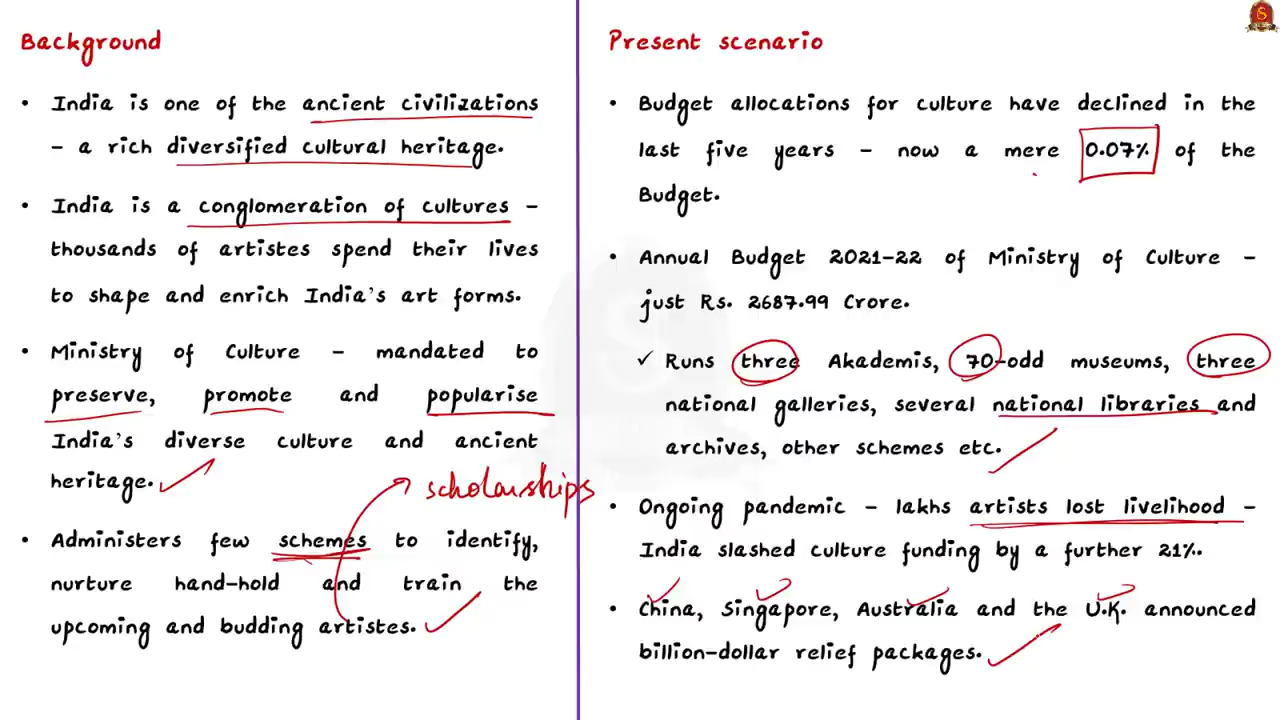 Background
• India is one of the ancient civilizations
– a rich diversified cultural heritage.
• India is a conglomeration of cultures –
thousands of artistes spend their lives
to shape and enrich India's art forms.
• Ministry of Culture – mandated to
preserve, promote and popularise
India's diverse culture and ancient
heritage.
scholarships
• Administers few schemes to identify,
nurture hand-hold and train the
upcoming and budding artistes.
Present scenario
• Budget allocations for culture have declined in the
last five years – now a mere 0.07% of the
Budget.
• Annual Budget 2021-22 of Ministry of Culture –
just Rs. 2687.99 Crore.
✓ Runs three Akademis, 70-odd museums, three
national galleries, several national libraries and
archives, other schemes etc.
• Ongoing pandemic – lakhs artists lost livelihood –
India slashed culture funding by a further 21%.
• China, Singapore, Australia and the U.K. announced
billion-dollar relief packages.